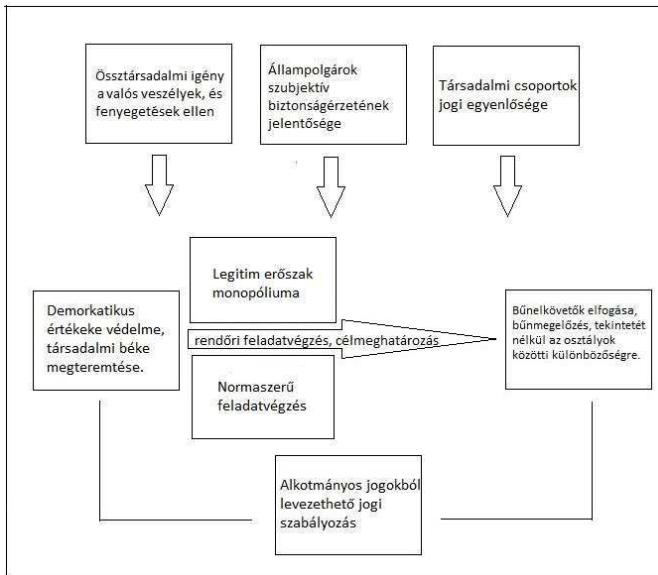 Össztársadalmi igény
a valós veszélyek, és
fenyegetések ellen
Állampolgárok
szubjektív
biztonságérzetének
jelentősége
Társadalmi csoportok
jogi egyenlősége
Legitim erőszak
monopóliuma
Demorkatikus
értékeke védelme,
társadalmi béke
megteremtése.
rendőri feladatvégzés, célmeghatározás
Bűnelkövetők elfogása,
bűnmegelőzés, tekintetét
nélkül az osztályok
közötti különbözőségre.
Normaszerű
feladatvégzés
Alkotmányos jogokból
levezethető jogi
szabályozás